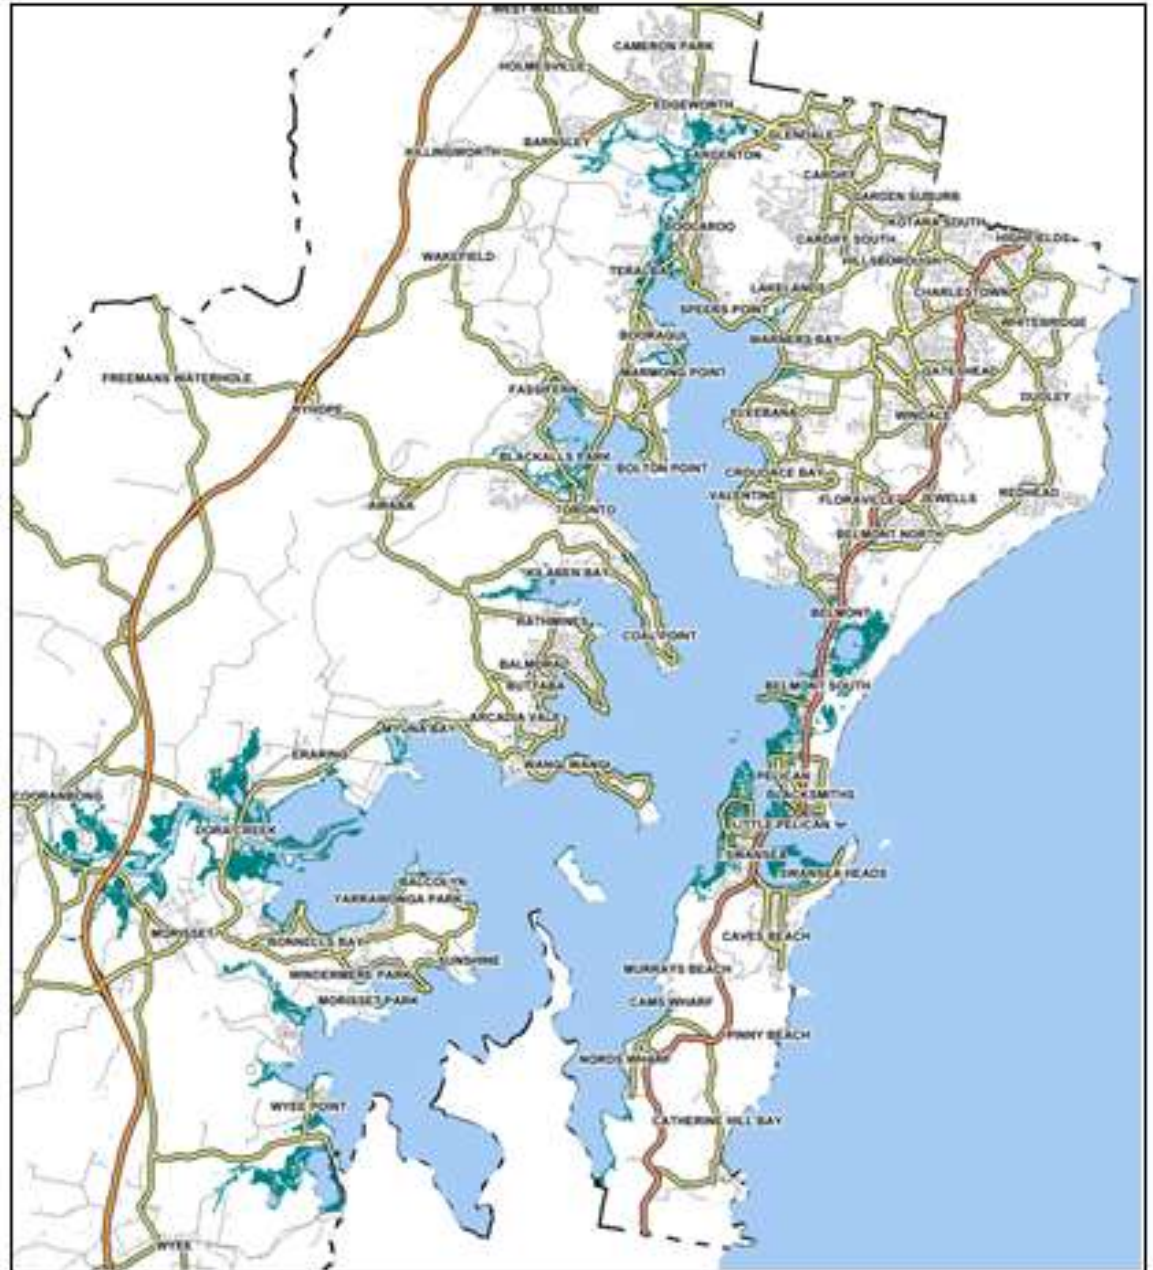 WEST WALLSEND
CAMERON PARK
HOLMESVILLE
EDGEWORTH
GLENDALE
BARNSLEY
KILLINGWORTH
ARGENTON
CARDIFF
GARDEN SUBURB
KOTARA SOUTH
BOOLAROO
CARDIFF SOUTH
HIGHFIELDS
WAKEFIELD
HILLSBOROUGH
TERALBA
LAKELANDS
CHARLESTOWN
SPEERS POINT
WHITEBRIDGE
BOORAGUL
WARNERS BAY
MARMONG POINT
GATESHEAD
FREEMANS WATERHOLE
FASSIFERN
DUDLEY
RYHOPE
ELEEBANA
WINDALE
BLACKALLS PARK
BOLTON POINT
CROUDACE BAY
VALENTINE
FLORAVILLE
JEWELLS
REDHEAD
AWABA
TORONTO
BELMONT NORTH
KILABEN BAY
BELMONT
RATHMINES
COAL POINT
BALMORAL
BUTTABA
BELMONT SOUTH
ARCADIA VALE
MYUNA BAY
ERARING
WANGI WANGI
PELICAN
COORANBONG
BLACKSMITHS
LITTLE PELICAN
DORA CREEK
SWANSEA
SWANSEA HEADS
BALCOLYN
YARRAWONGA PARK
MORISSET
BONNELLS BAY
CAVES BEACH
SUNSHINE
WINDERMERE PARK
MURRAYS BEACH
MORISSET PARK
CAMS WHARF
PINNY BEACH
NORDS WHARF
WYEE POINT
CATHERINE HILL BAY
WYEE